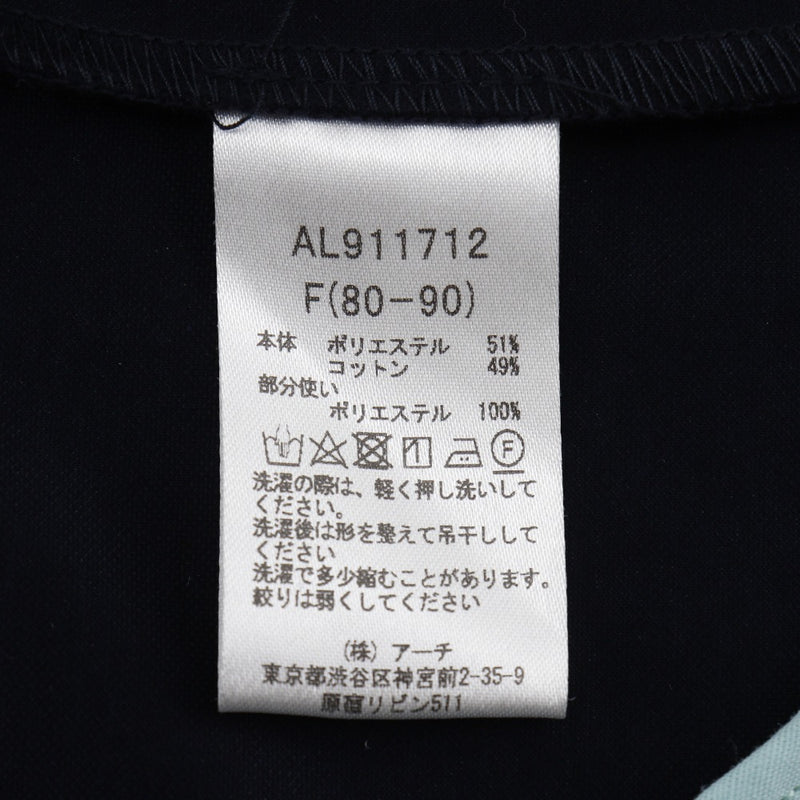 AL911712
F(80-90)
本体 ポリエステル 51%
コットン 49%
部分使い
ポリエステル 100%
F
洗濯の際は、軽く押し洗いして
ください。
洗濯後は形を整えて吊干しして
ください
洗濯で多少縮むことがあります。
絞りは弱くしてください
(株) アーチ
東京都渋谷区神宮前2-35-9
原宿リビン511